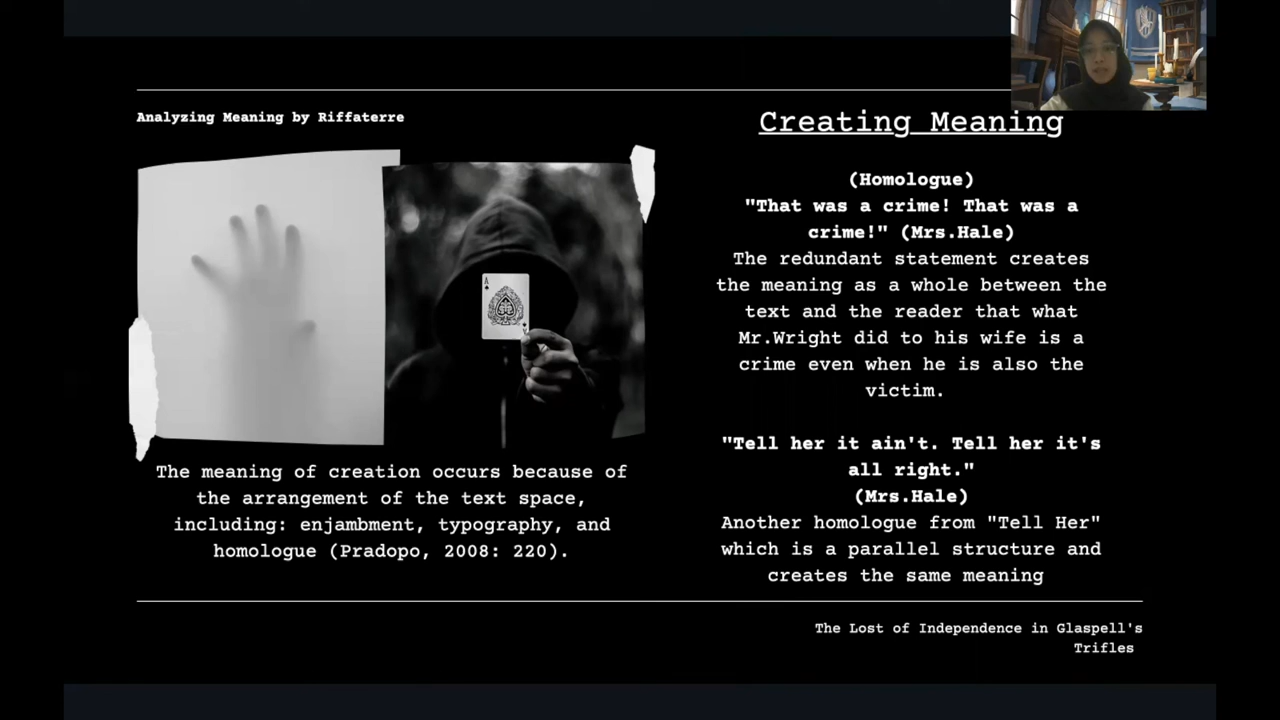 Analyzing Meaning by Riffaterre
The meaning of creation occurs because of
the arrangement of the text space,
including: enjambment, typography, and
homologue (Pradopo, 2008: 220).
Creating Meaning
(Homologue)
"That was a crime! That was a
crime!" (Mrs.Hale)
The redundant statement creates
the meaning as a whole between the
text and the reader that what
Mr.Wright did to his wife is a
crime even when he is also the
victim.
"Tell her it ain't. Tell her it's
all right."
(Mrs.Hale)
Another homologue from "Tell Her"
which is a parallel structure and
creates the same meaning
The Lost of Independence in Glaspell's
Trifles